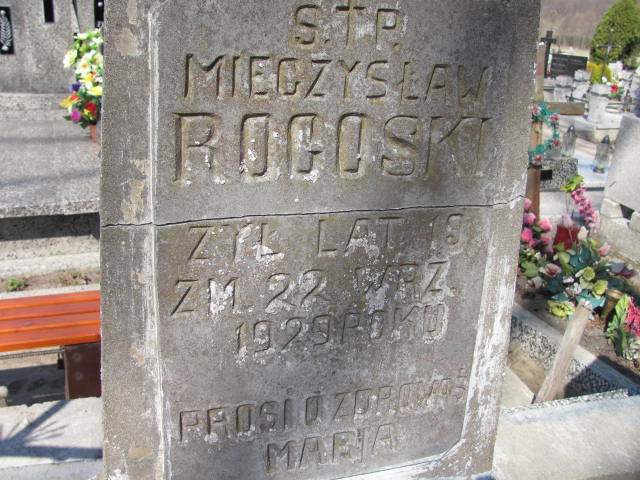 Ś.†P.
MIECZYSŁAW
ROGOSKI
ŻYŁ LAT 19
ZM. 22 WRZ.
1929 ROKU
PROSI O ZDROWAŚ
MARJA